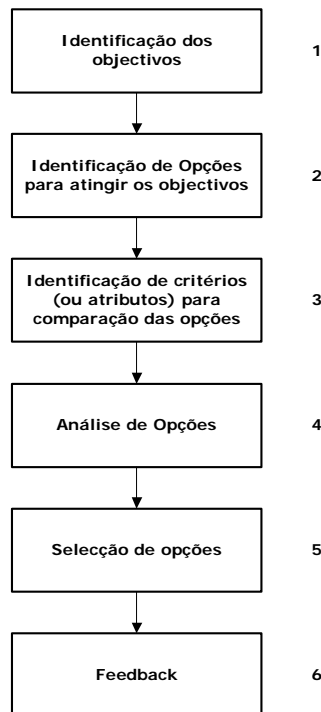 Identificação dos
objectivos
1
Identificação de Opções
para atingir os objectivos
2
Identificação de critérios
(ou atributos) para
comparação das opções
3
Análise de Opções
4
Selecção de opções
5
Feedback
6